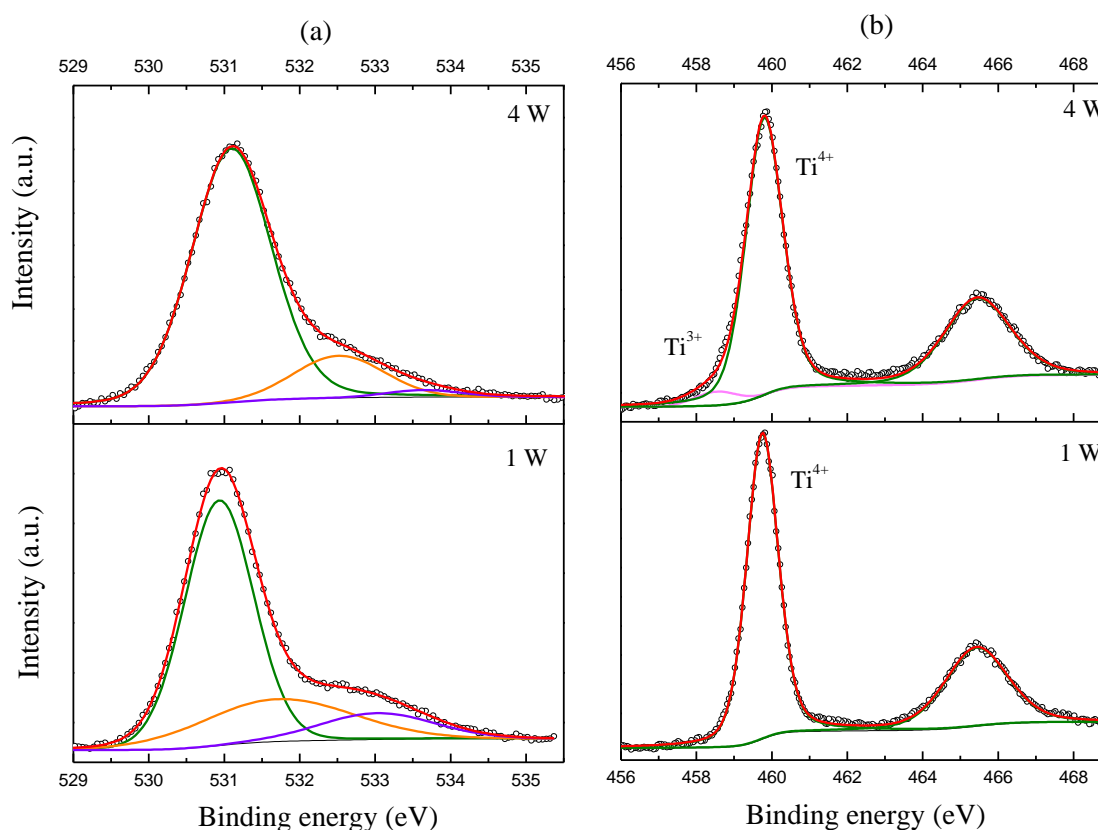 (a)
529 530 531 532 533 534 535
4 W
Intensity (a.u.)
1 W
Intensity (a.u.)
529 530 531 532 533 534 535
Binding energy (eV)
(b)
456 458 460 462 464 466 468
4 W
Ti4+
Ti3+
1 W
Ti4+
456 458 460 462 464 466 468
Binding energy (eV)